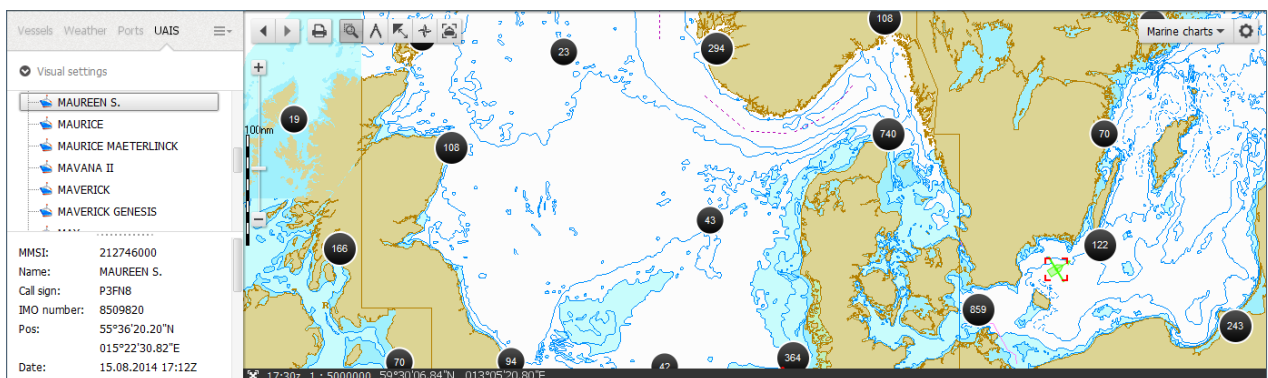 Vessels Weather Ports UAIS
Visual settings
MAUREEN S.
MAURICE
MAURICE MAETERLINCK
MAVANA II
MAVERICK
MAVERICK GENESIS
MMSI: 212746000
Name: MAUREEN S.
Call sign: P3FN8
IMO number: 8509820
Pos: 55°36'20.20"N
015°22'30.82"E
Date: 15.08.2014 17:12Z
Marine charts
100nm
108
23
294
19
108
740
70
43
166
122
859
243
70
94
42
364
17:30z 1 : 5000000 59°30'06.84"N 013°05'20.80"E